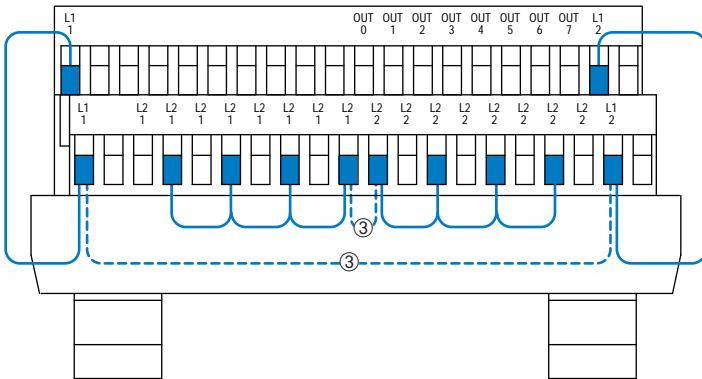 L1 OUT OUT OUT OUT OUT OUT OUT OUT L1
1 0 1 2 3 4 5 6 7 2
L1 L2 L2 L2 L2 L2 L2 L2 L2 L2 L2 L2 L2 L2 L2 L2 L2 L1
1 1 1 1 1 1 1 1 1 2 2 2 2 2 2 2 2 2
③
③